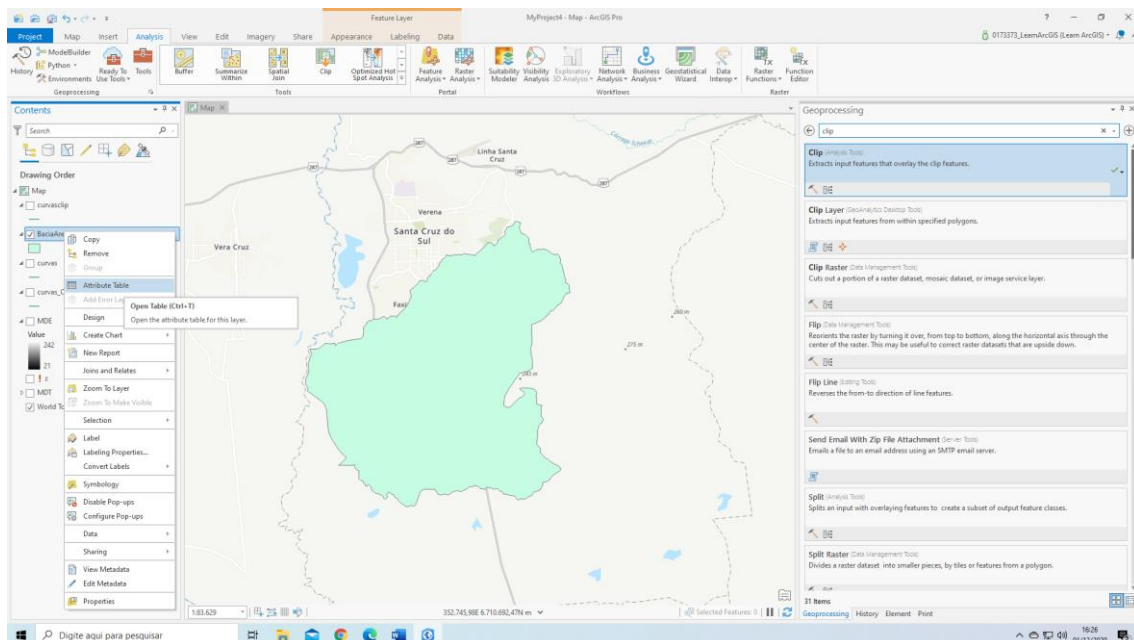 Feature Layer
MyProject4 - Map - ArcGIS Pro
? — X
Project Map Insert Analysis View Edit Imagery Share Appearance Labeling Data
0173373_LearnArcGIS (Learn ArcGIS)
History
ModelBuilder
Python
Environments
Ready To Use Tools
Tools
Geoprocessing
Buffer
Summarize Within
Spatial Join
Clip
Optimized Hot Spot Analysis
Tools
Feature Analysis
Raster Analysis
Portal
Suitability Modeler
Visibility Analysis
Exploratory 3D Analysis
Network Analysis
Business Analysis
Geostatistical Wizard
Data Interop
Workflows
Raster Functions
Function Editor
Raster
Contents
Search
Drawing Order
Map
curvasclip
BaciaAre
curvas
curvas_C
MDE
Value
242
21
MDT
World To
Copy
Remove
Group
Attribute Table
Add Error La
Design
Create Chart
New Report
Joins and Relates
Zoom To Layer
Zoom To Make Visible
Selection
Label
Labeling Properties...
Convert Labels
Symbology
Disable Pop-ups
Configure Pop-ups
Data
Sharing
View Metadata
Edit Metadata
Properties
Open Table (Ctrl+T)
Open the attribute table for this layer.
Map
287
Linha Santa Cruz
287
287
287
287
Verena
Santa Cruz do Sul
Vera Cruz
Faxi
260 m
275 m
245 m
1:83.629
352.745,98E 6.710.692,47N m
Selected Features: 0
Geoprocessing
clip
Clip (Analysis Tools)
Extracts input features that overlay the clip features.
Clip Layer (GeoAnalytics Desktop Tools)
Extracts input features from within specified polygons.
Clip Raster (Data Management Tools)
Cuts out a portion of a raster dataset, mosaic dataset, or image service layer.
Flip (Data Management Tools)
Reorients the raster by turning it over, from top to bottom, along the horizontal axis through the
center of the raster. This may be useful to correct raster datasets that are upside down.
Flip Line (Editing Tools)
Reverses the from-to direction of line features.
Send Email With Zip File Attachment (Server Tools)
Emails a file to an email address using an SMTP email server.
Split (Analysis Tools)
Splits an input with overlaying features to create a subset of output feature classes.
Split Raster (Data Management Tools)
Divides a raster dataset into smaller pieces, by tiles or features from a polygon.
31 Items
Geoprocessing History Element Print
Digite aqui para pesquisar
16:26